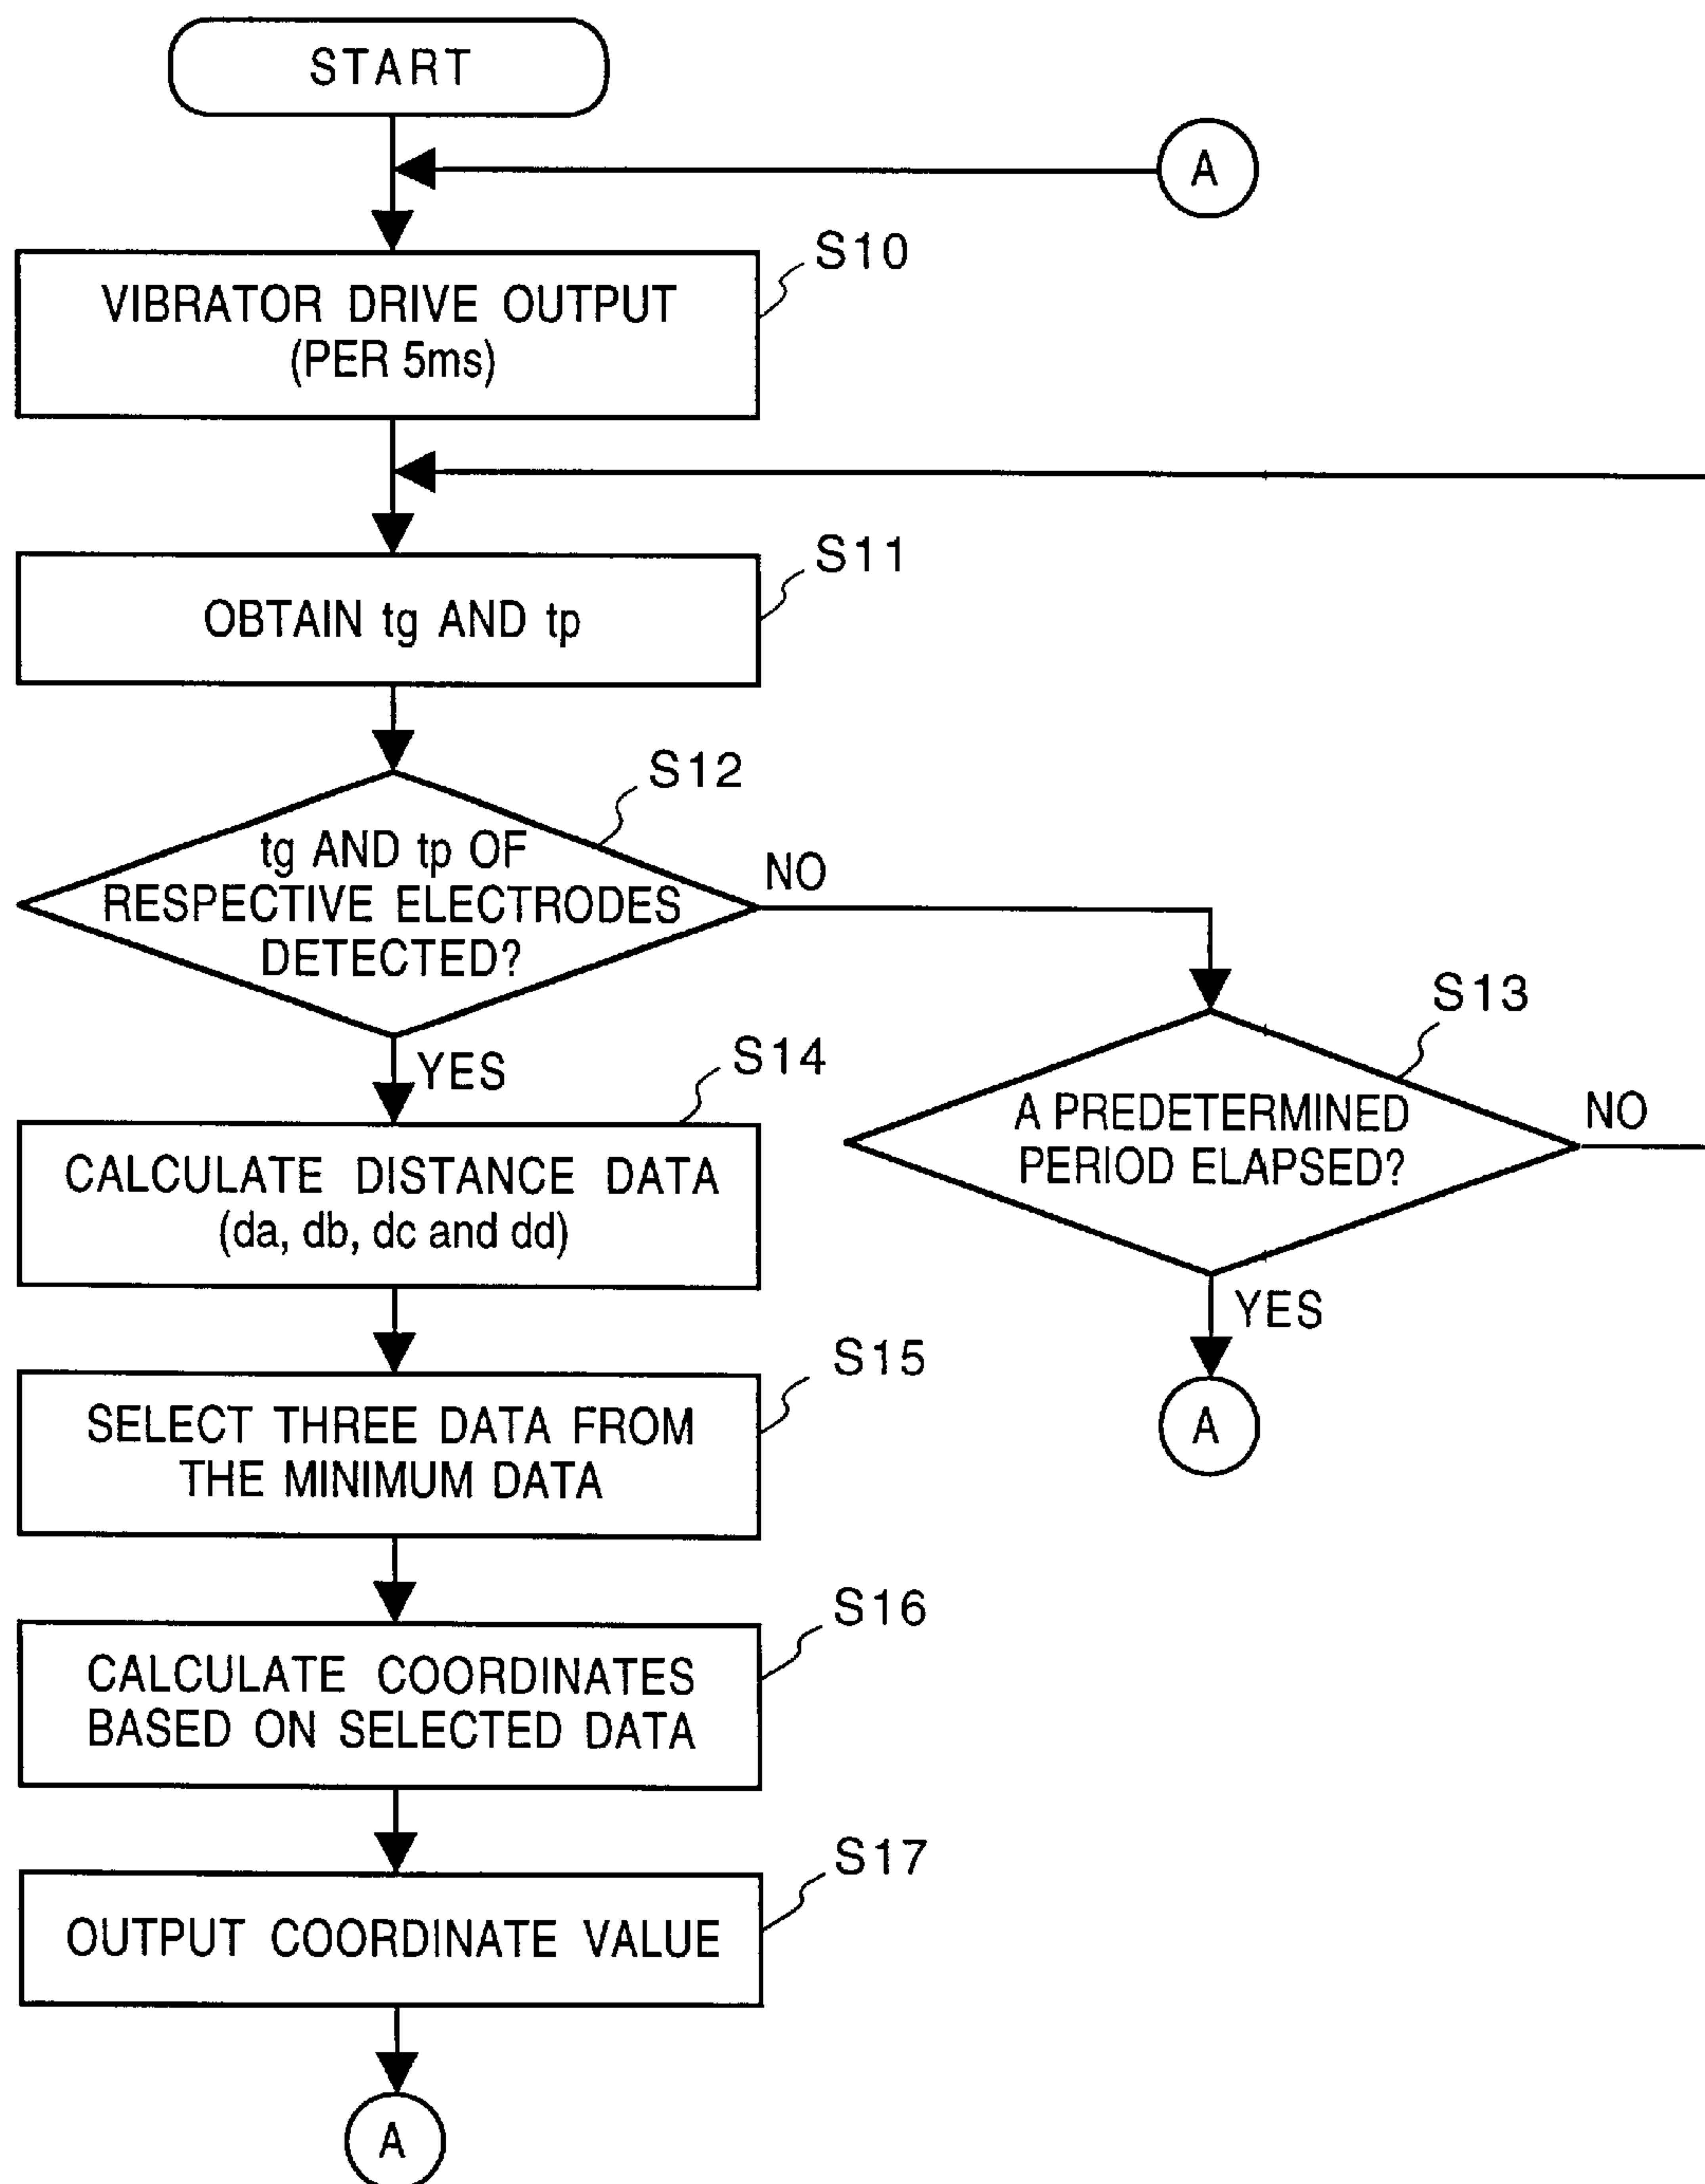 START
A
S10
VIBRATOR DRIVE OUTPUT
(PER 5ms)
S11
OBTAIN tg AND tp
S12
tg AND tp OF
RESPECTIVE ELECTRODES
DETECTED?
NO
S13
A PREDETERMINED
PERIOD ELAPSED?
NO
YES
A
YES
S14
CALCULATE DISTANCE DATA
(da, db, dc and dd)
S15
SELECT THREE DATA FROM
THE MINIMUM DATA
S16
CALCULATE COORDINATES
BASED ON SELECTED DATA
S17
OUTPUT COORDINATE VALUE
A